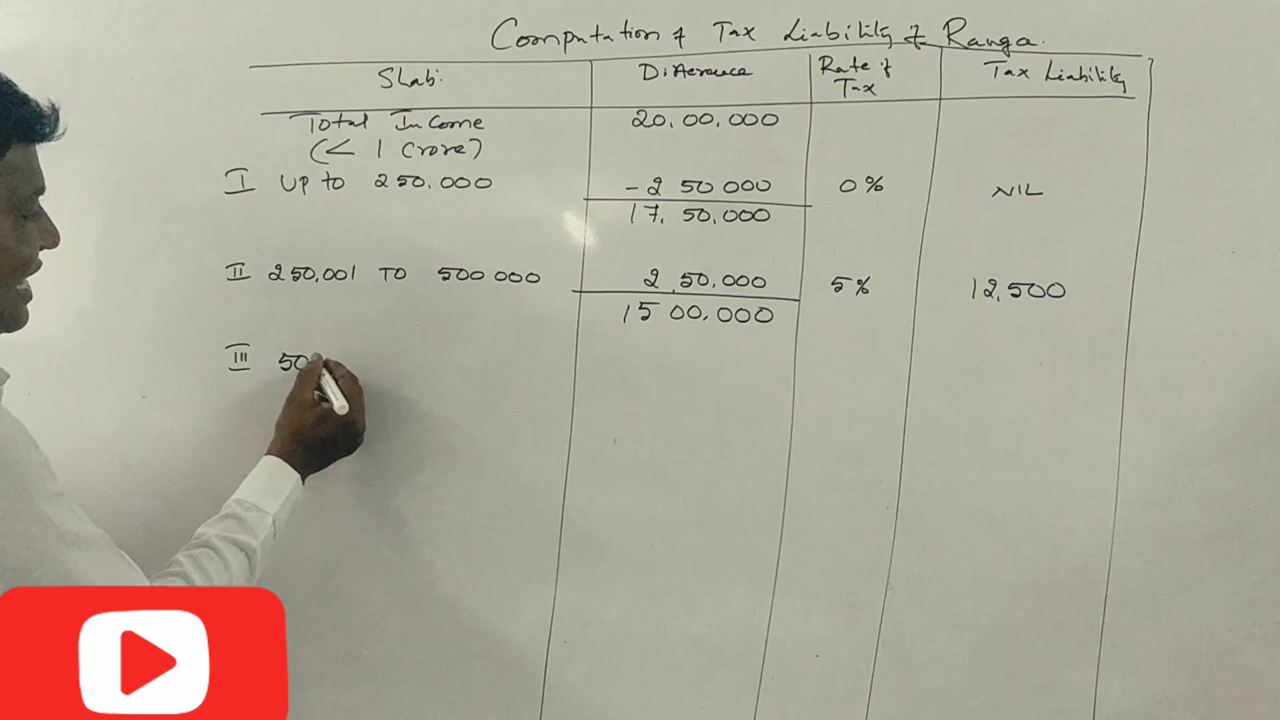 Computation of Tax Liability of Ranga.
Slab. Difference Rate of Tax Tax Liability
Total Income 20,00,000
(< 1 Crore)
I Up to 250,000 - 2 50 000 0% NIL
17,50,000
II 250,001 TO 500 000 2,50,000 5% 12,500
15 00,000
III 50